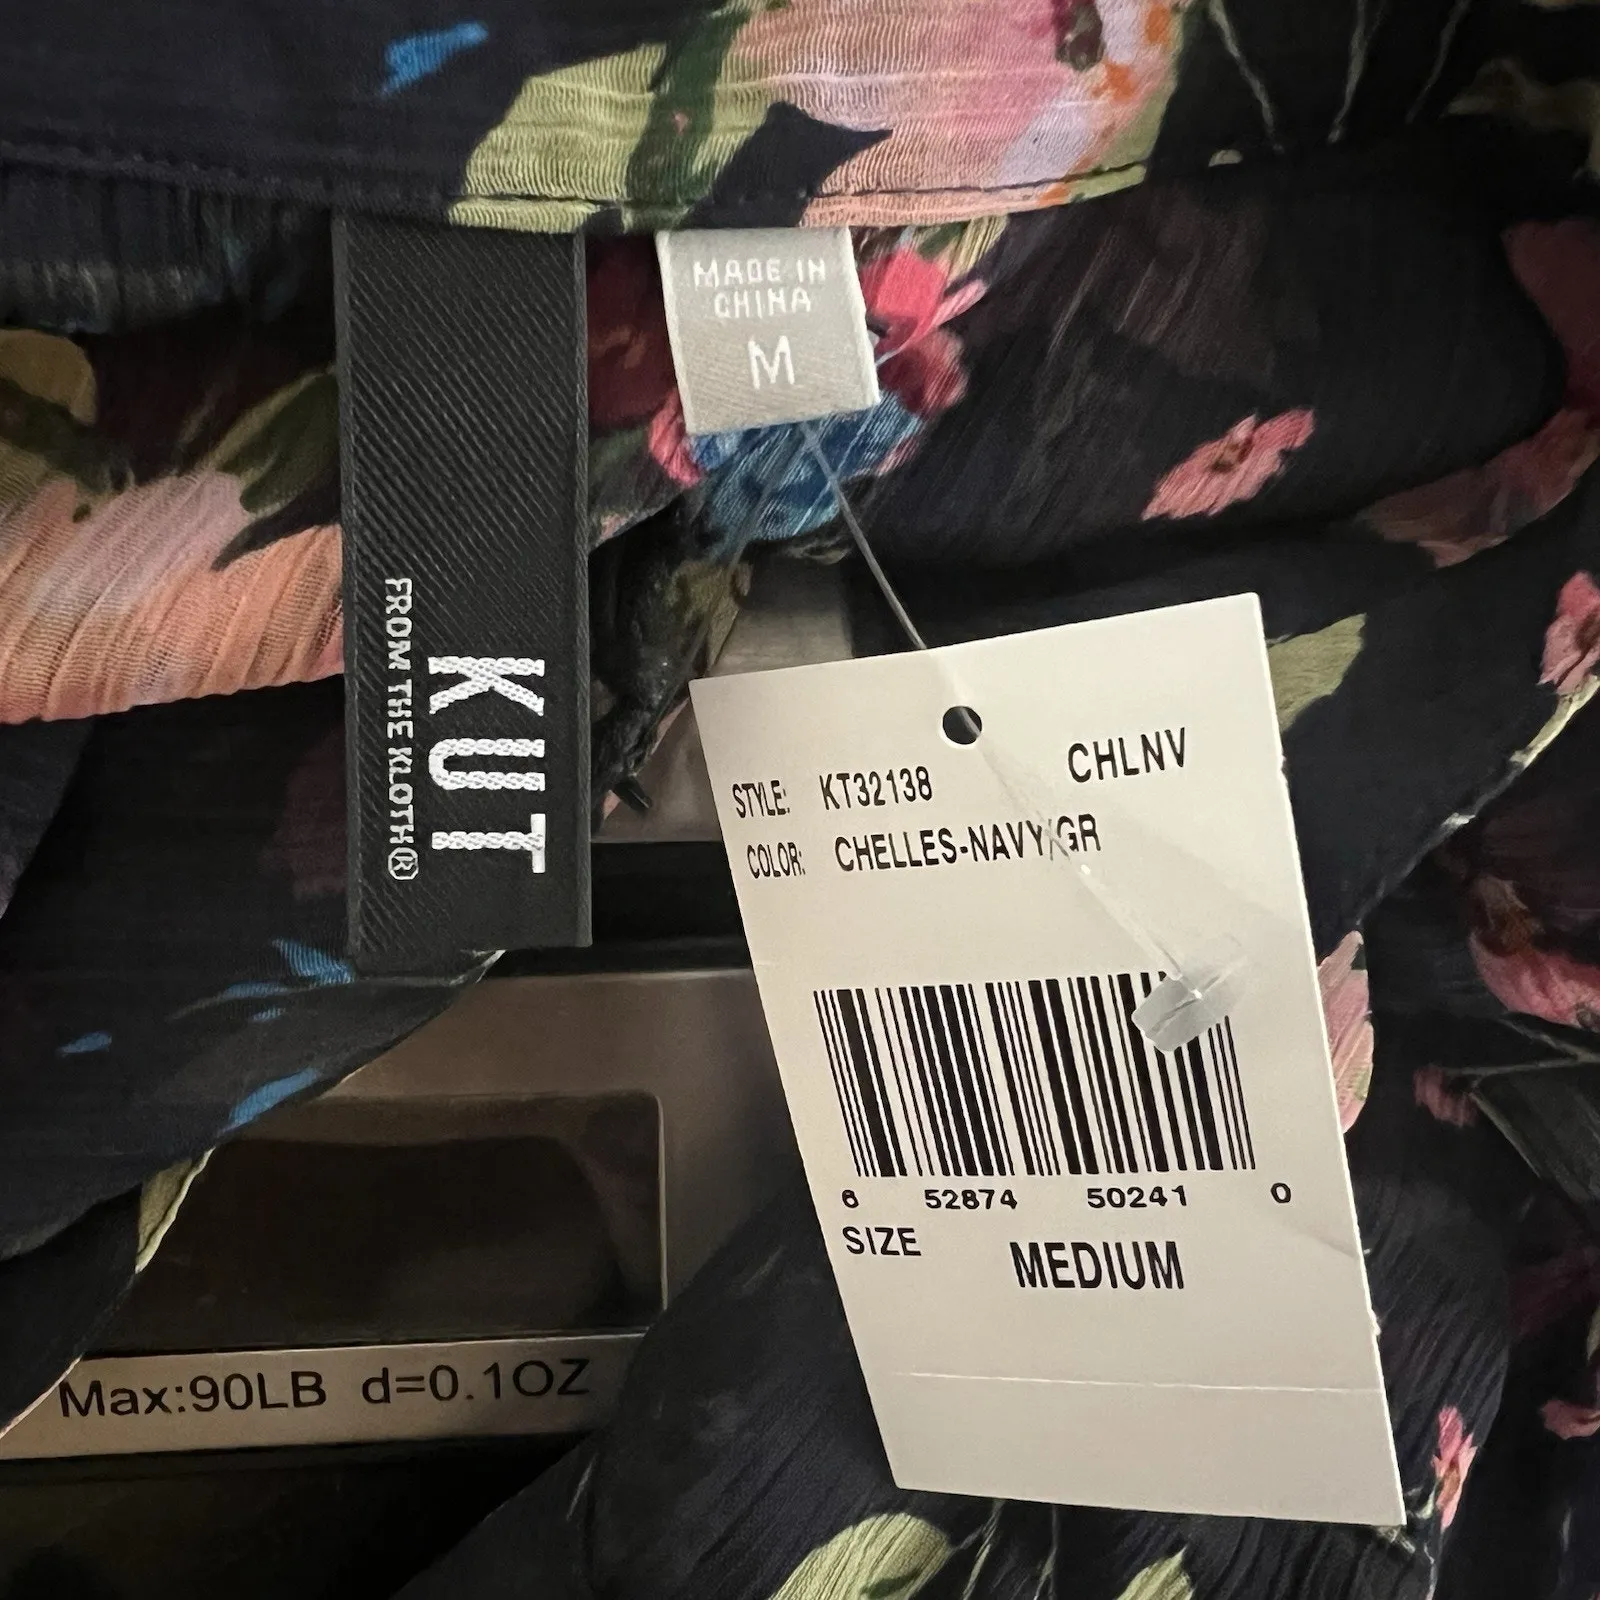 MADE IN
CHINA
M
KUT
FROM THE KLOTH®
STYLE: KT32138 CHLNV
COLOR: CHELLES-NAVY/GR
6 52874 50241 0
SIZE MEDIUM
Max:90LB d=0.1OZ